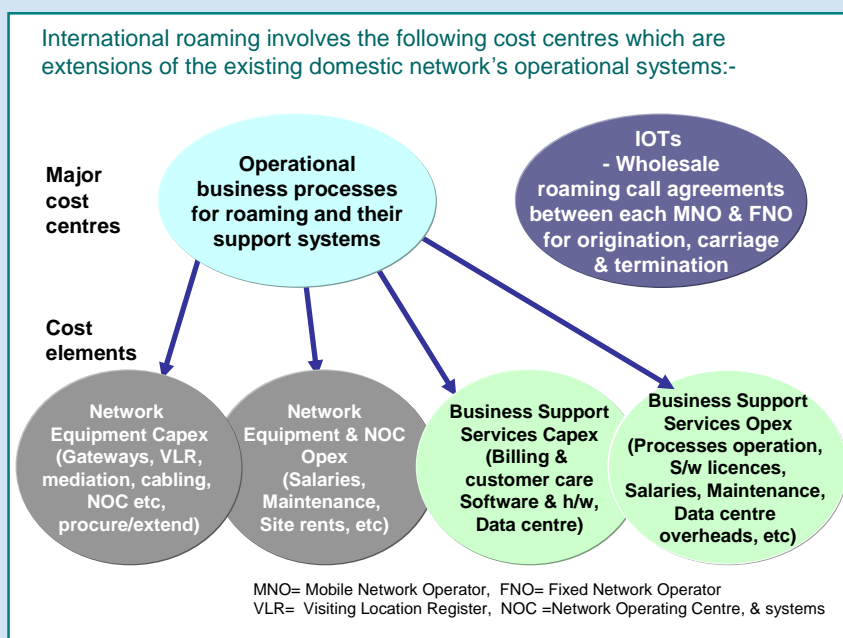 International roaming involves the following cost centres which are
extensions of the existing domestic network's operational systems:-
Major
cost
centres
Operational
business processes
for roaming and their
support systems
IOTs
- Wholesale
roaming call agreements
between each MNO & FNO
for origination, carriage
& termination
Cost
elements
Network
Equipment Capex
(Gateways, VLR,
mediation, cabling,
NOC etc,
procure/extend)
Network
Equipment & NOC
Opex
(Salaries,
Maintenance,
Site rents, etc)
Business Support
Services Capex
(Billing &
customer care
Software & h/w,
Data centre)
Business Support
Services Opex
(Processes operation,
S/w licences,
Salaries, Maintenance,
Data centre
overheads, etc)
MNO= Mobile Network Operator, FNO= Fixed Network Operator
VLR= Visiting Location Register, NOC =Network Operating Centre, & systems